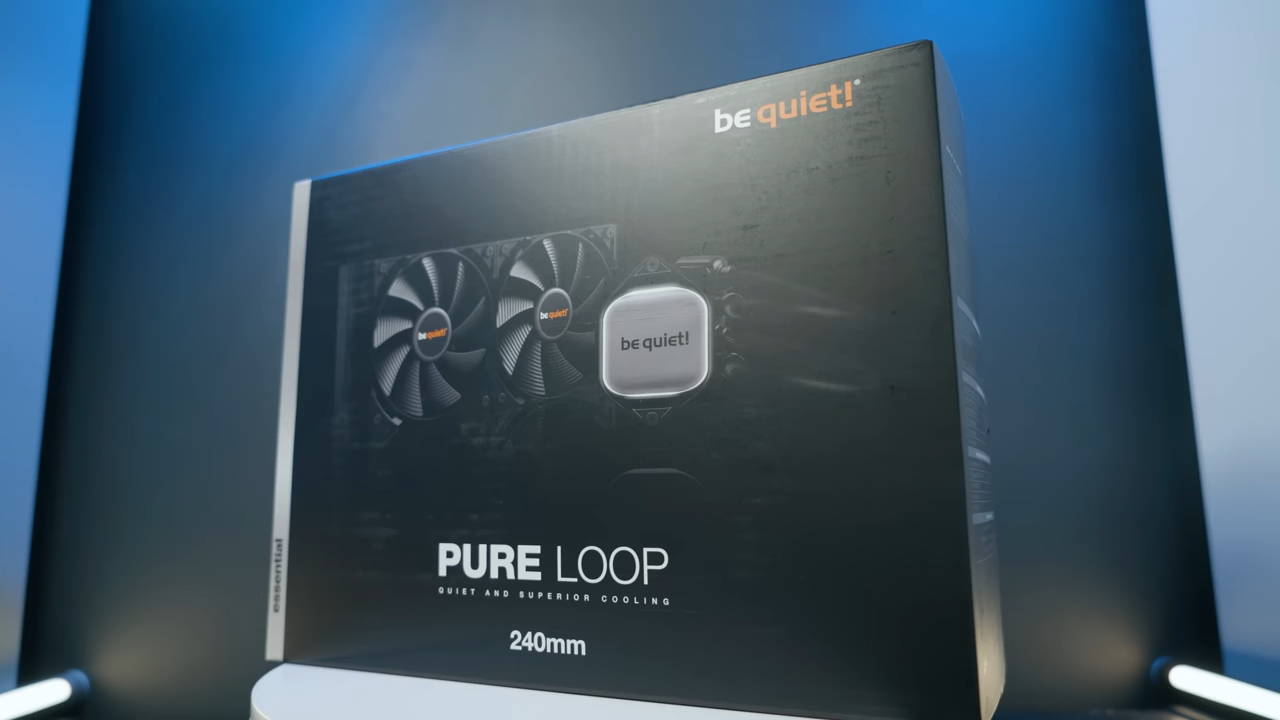 be quiet!®
be quiet!
be quiet!
be quiet!
PURE LOOP
QUIET AND SUPERIOR COOLING
240mm
essential